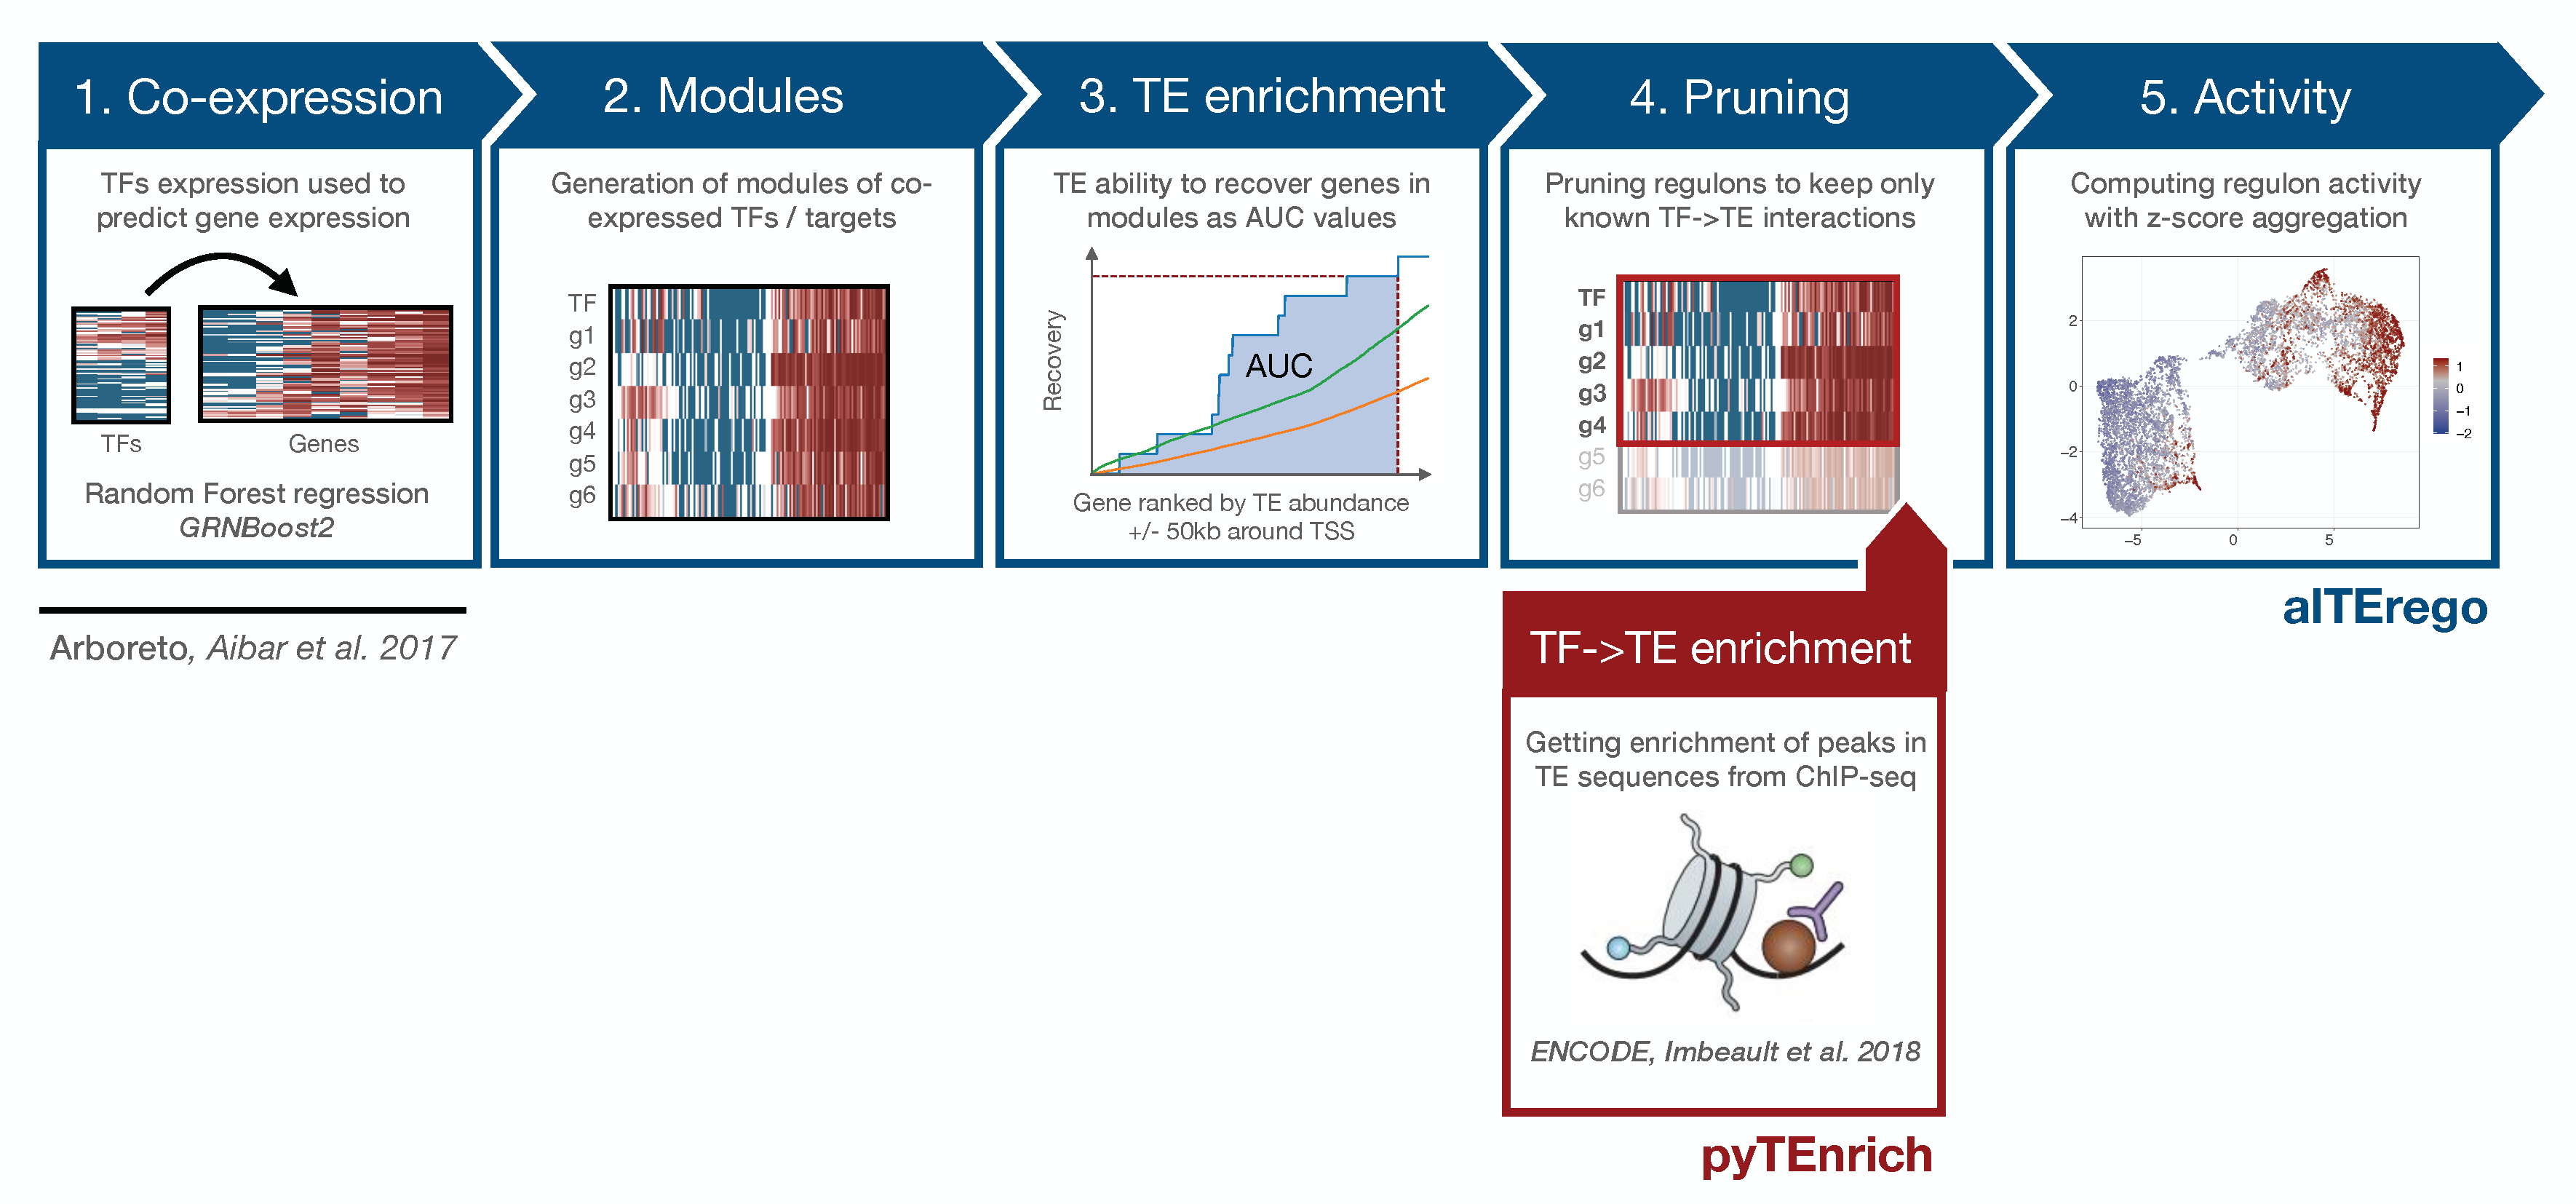 1. Co-expression
TFs expression used to
predict gene expression
TFs
Genes
Random Forest regression
GRNBoost2
Arboreto, Aibar et al. 2017
2. Modules
Generation of modules of co-
expressed TFs / targets
TF
g1
g2
g3
g4
g5
g6
3. TE enrichment
TE ability to recover genes in
modules as AUC values
Recovery
AUC
Gene ranked by TE abundance
+/- 50kb around TSS
4. Pruning
Pruning regulons to keep only
known TF->TE interactions
TF
g1
g2
g3
g4
g5
g6
TF->TE enrichment
Getting enrichment of peaks in
TE sequences from ChIP-seq
ENCODE, Imbeault et al. 2018
pyTEnrich
5. Activity
Computing regulon activity
with z-score aggregation
2
0
−2
−4
−5
0
5
1
0
−1
−2
alTErego